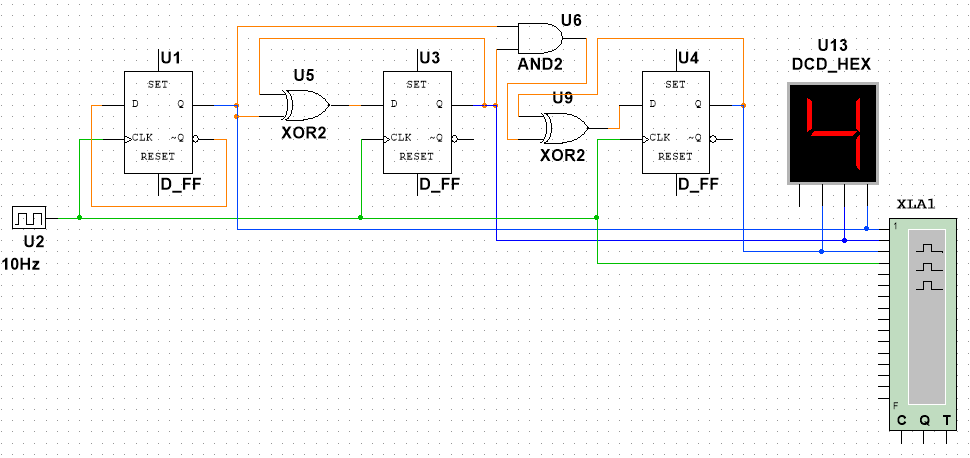 U6
AND2
U1
SET
D Q
CLK ~Q
RESET
D_FF
U5
XOR2
U3
SET
D Q
CLK ~Q
RESET
D_FF
U9
XOR2
U4
SET
D Q
CLK ~Q
RESET
D_FF
U13
DCD_HEX
4
U2
10Hz
XLA1
1
F
C Q T